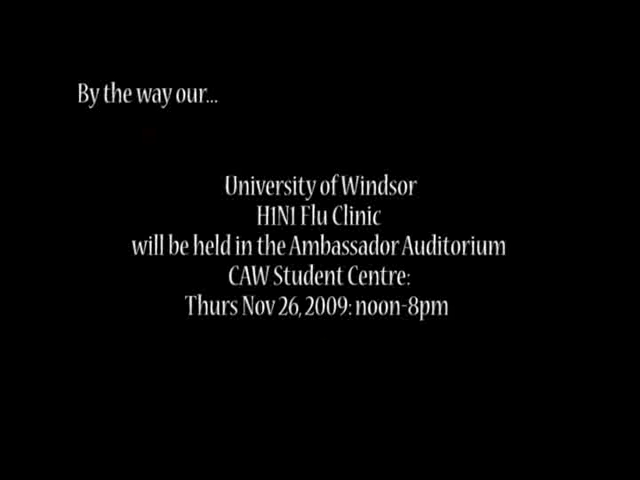 By the way our...
University of Windsor
H1N1 Flu Clinic
will be held in the Ambassador Auditorium
CAW Student Centre:
Thurs Nov 26, 2009: noon-8pm